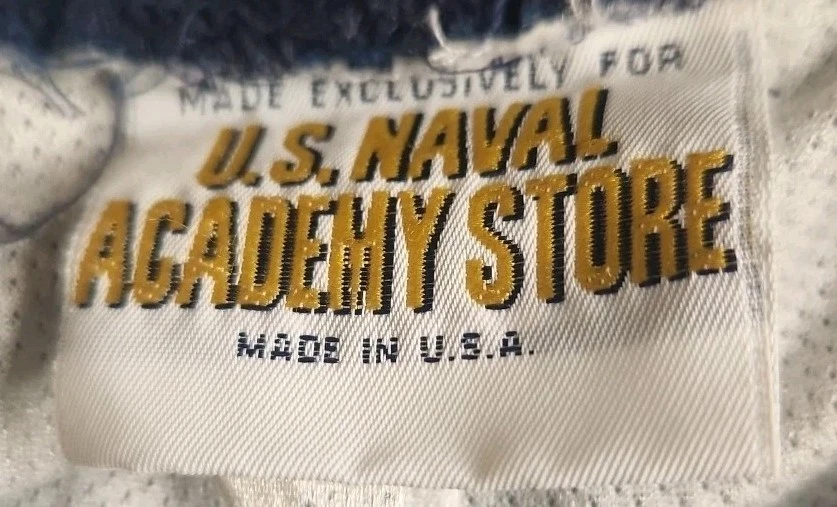 MADE EXCLUSIVELY FOR
U.S. NAVAL
ACADEMY STORE
MADE IN U.S.A.